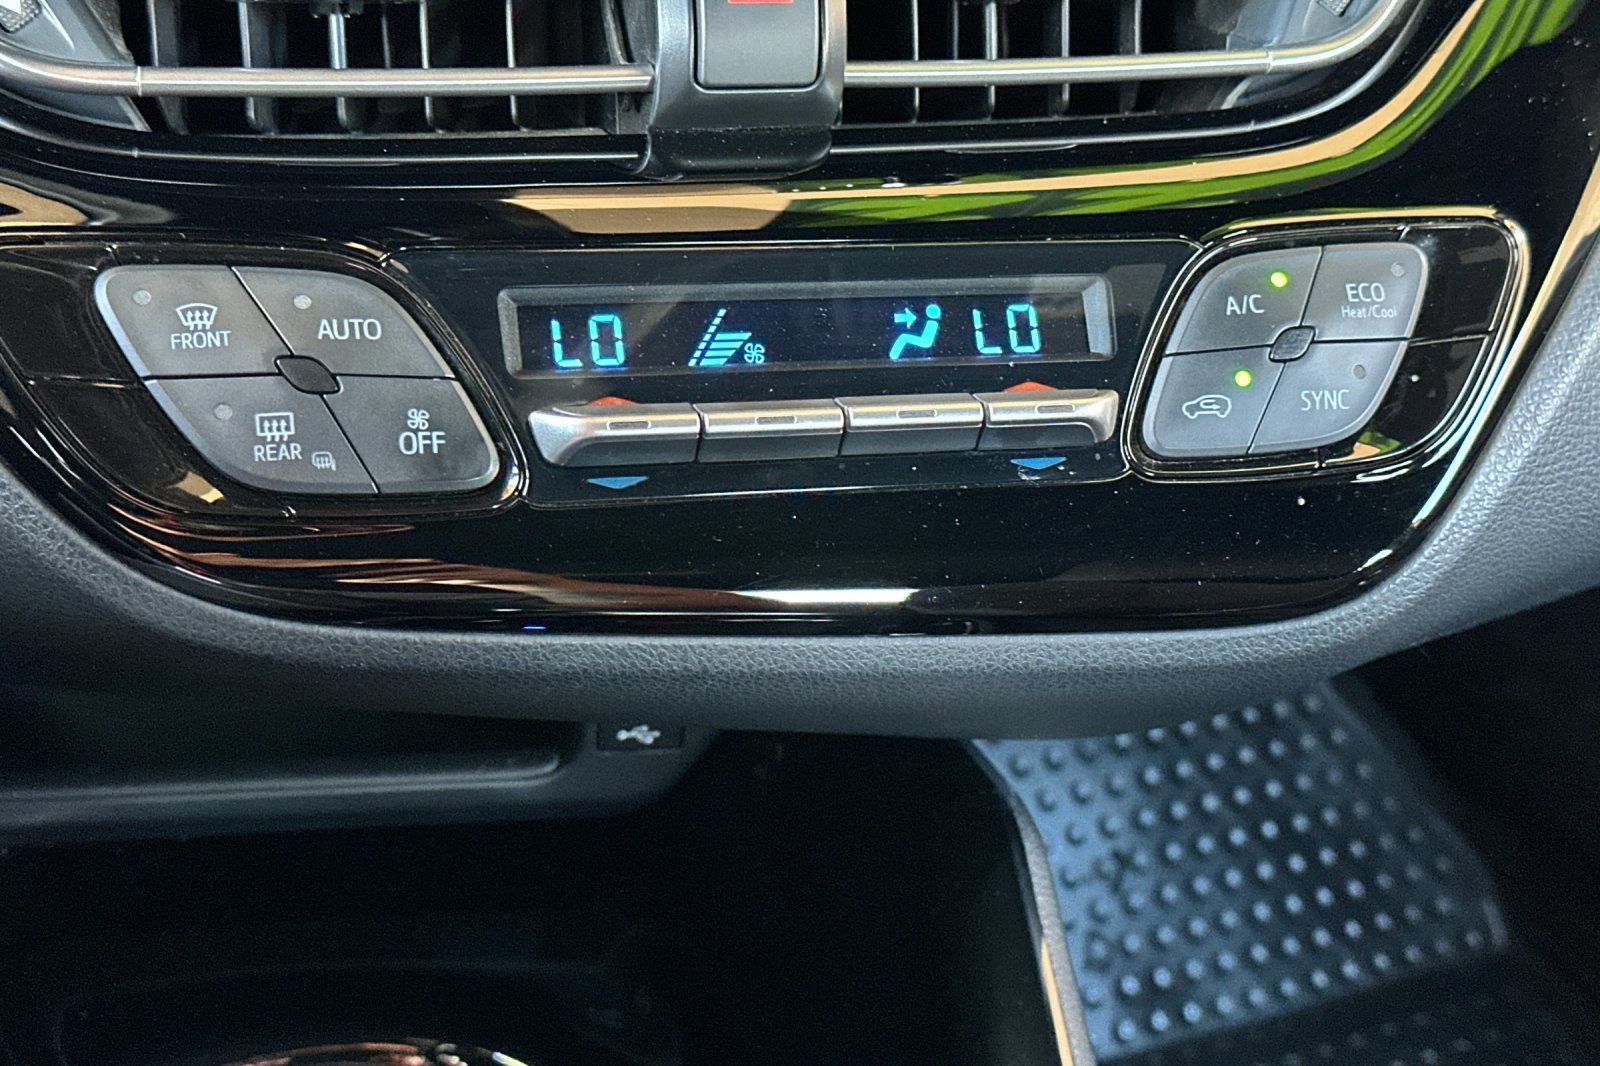 FRONT
AUTO
REAR
OFF
LO
LO
A/C
ECO
Heat/Cool
SYNC